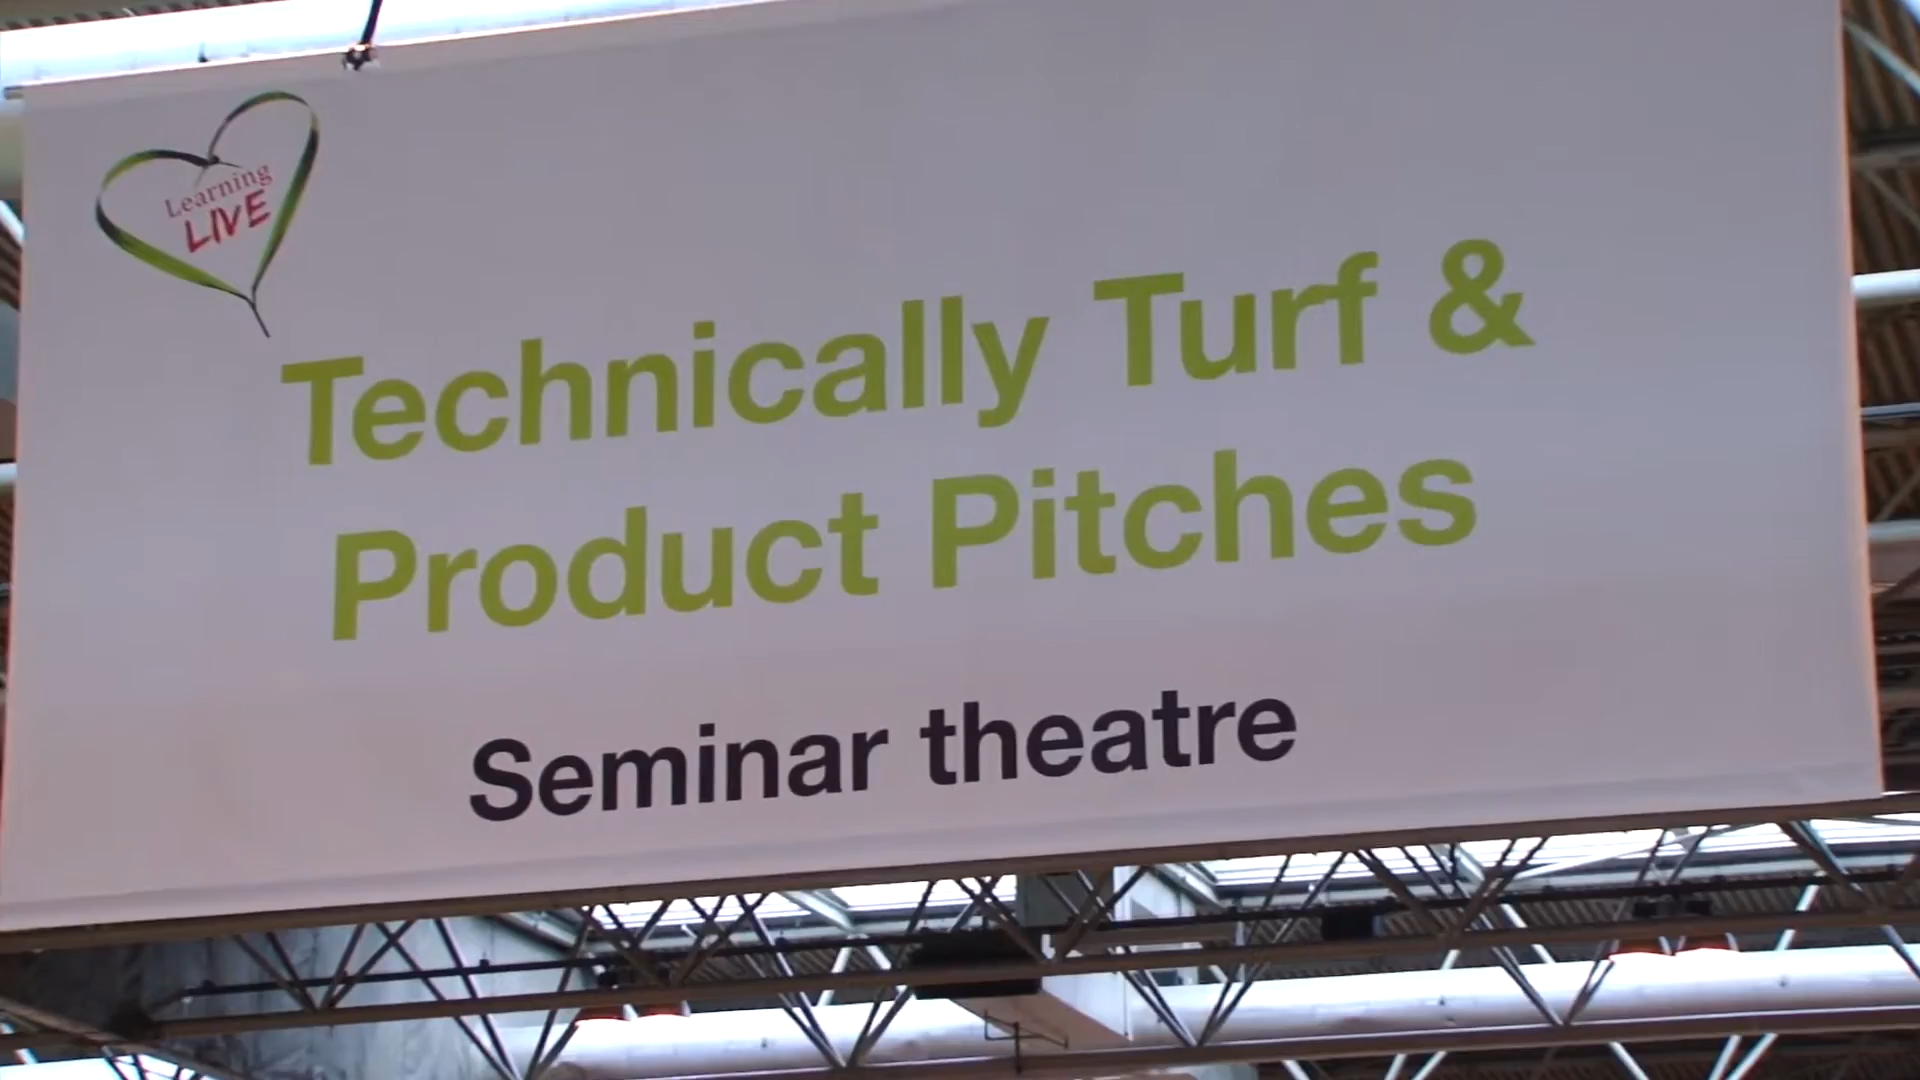 Learning
LIVE
Technically Turf &
Product Pitches
Seminar theatre